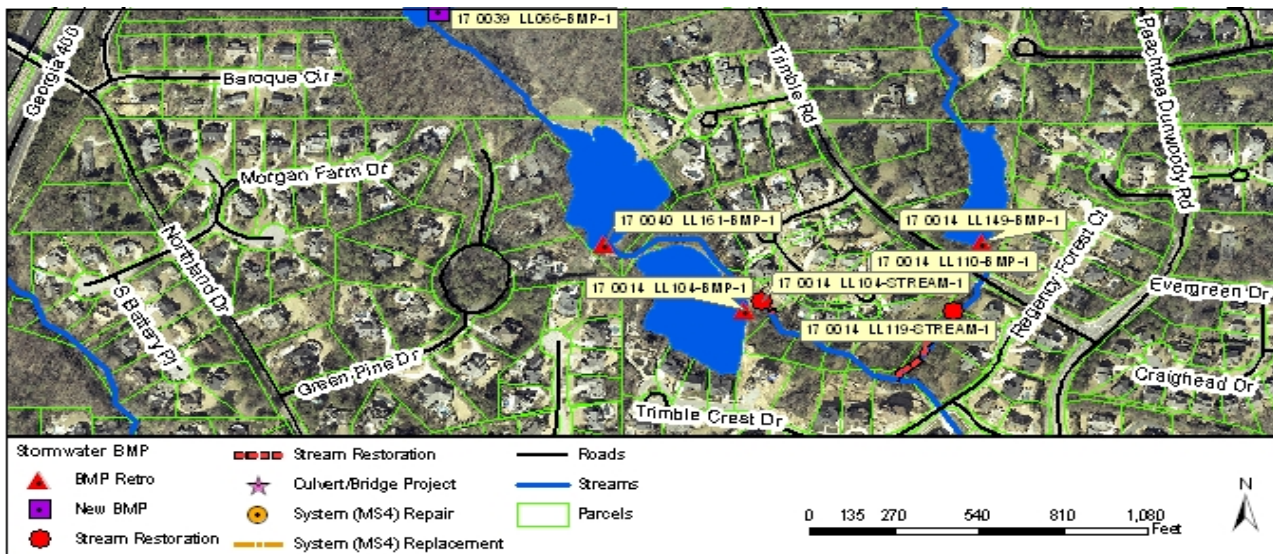 17 0039 LL066-BMP-1
Georgia 400
Baroque Cir
Trimble Rd
Peachtree Dunwoody Rd
Morgan Farm Dr
17 0040 LL161-BMP-1
17 0014 LL149-BMP-1
Northland Dr
17 0014 LL110-BMP-1
17 0014 LL104-BMP-1
17 0014 LL104-STREAM-1
Regency Forest Ct
Evergreen Dr
S Battery Pl
17 0014 LL119-STREAM-1
Green Pine Dr
Craighead Dr
Trimble Crest Dr
Stormwater BMP
BMP Retro
New BMP
Stream Restoration
Stream Restoration
Culvert/Bridge Project
System (MS4) Repair
System (MS4) Replacement
Roads
Streams
Parcels
N
0 135 270 540 810 1,080
Feet